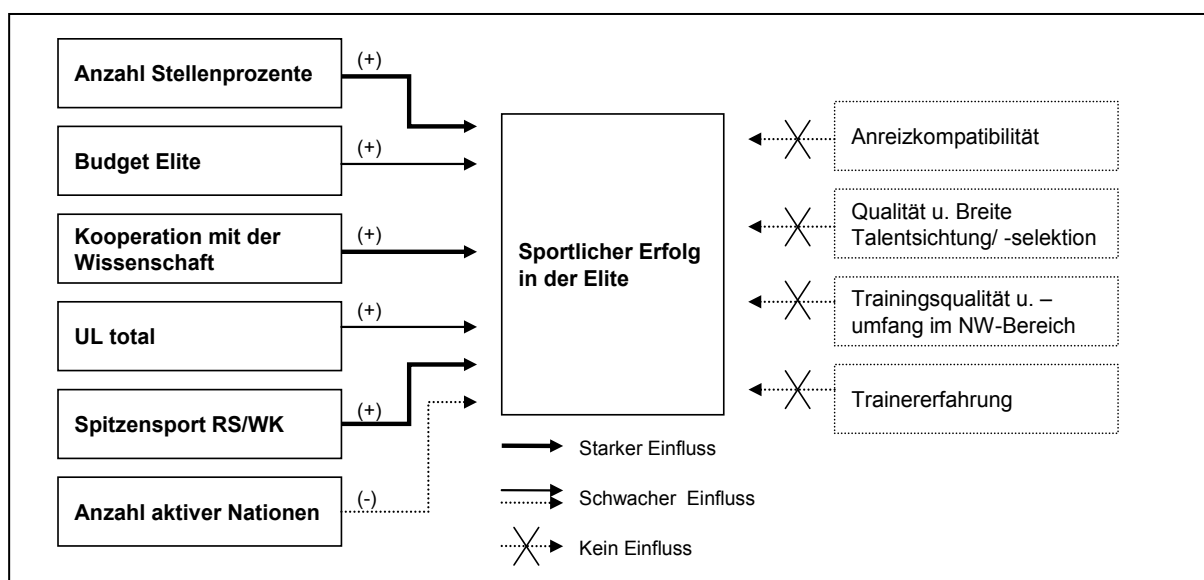 Anzahl Stellenprozente
(+)
Budget Elite
(+)
Kooperation mit der
Wissenschaft
(+)
UL total
(+)
Spitzensport RS/WK
(+)
Anzahl aktiver Nationen
(-)
Sportlicher Erfolg
in der Elite
Anreizkompatibilität
Qualität u. Breite
Talentsichtung/ -selektion
Trainingsqualität u. –
umfang im NW-Bereich
Trainererfahrung
Starker Einfluss
Schwacher Einfluss
Kein Einfluss